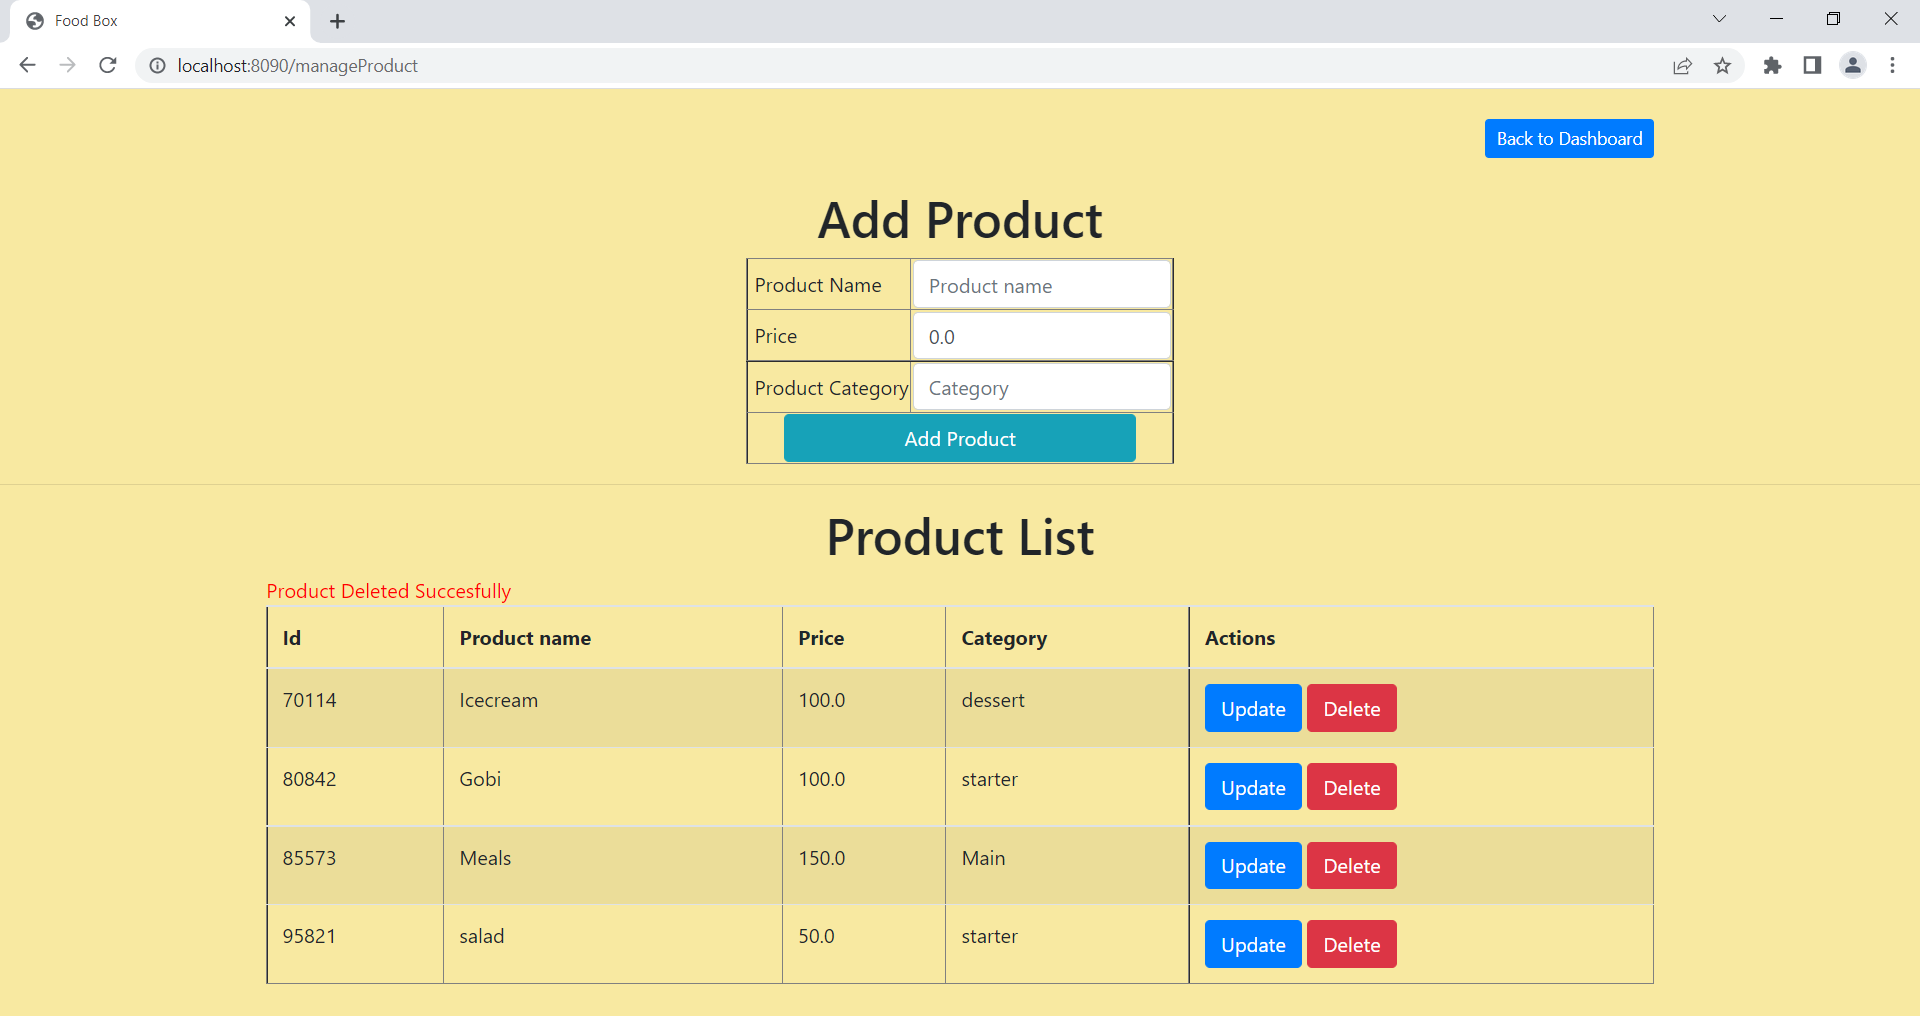 Food Box
localhost:8090/manageProduct
Back to Dashboard
Add Product
Product Name Product name
Price 0.0
Product Category Category
Add Product
Product List
Product Deleted Succesfully
Id Product name Price Category Actions
70114 Icecream 100.0 dessert Update Delete
80842 Gobi 100.0 starter Update Delete
85573 Meals 150.0 Main Update Delete
95821 salad 50.0 starter Update Delete